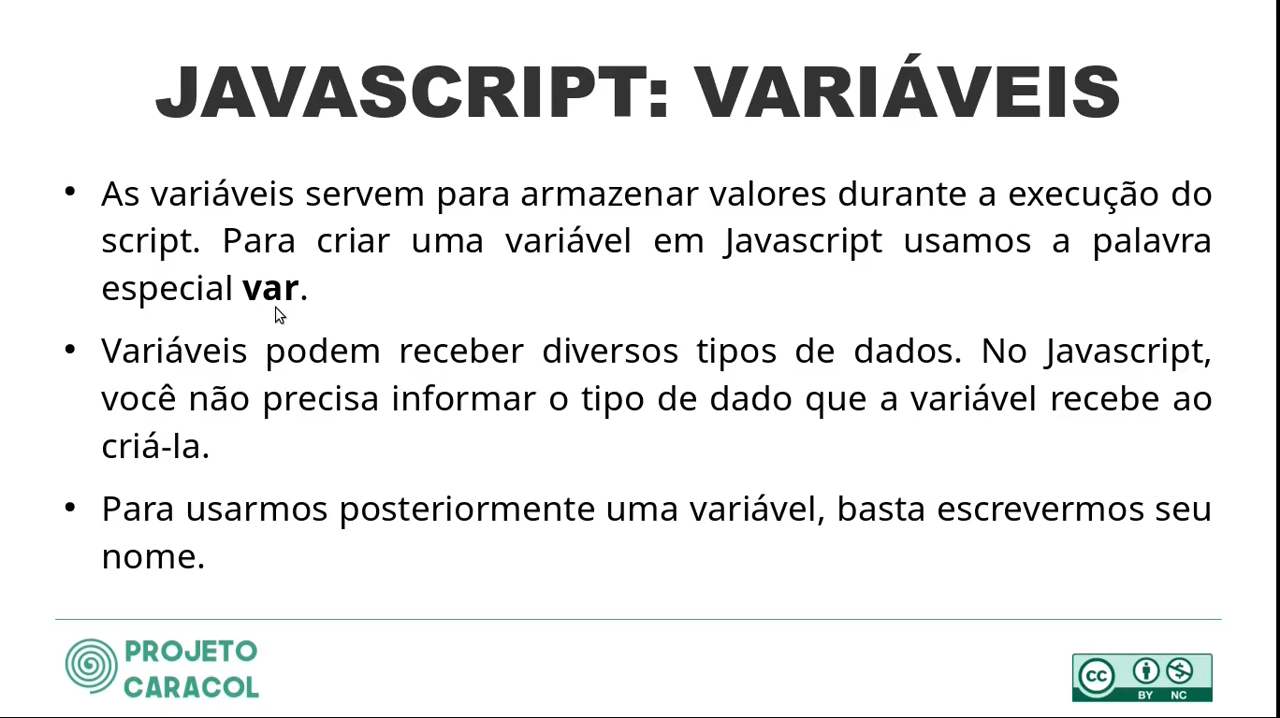 JAVASCRIPT: VARIÁVEIS
• As variáveis servem para armazenar valores durante a execução do
script. Para criar uma variável em Javascript usamos a palavra
especial var.
• Variáveis podem receber diversos tipos de dados. No Javascript,
você não precisa informar o tipo de dado que a variável recebe ao
criá-la.
• Para usarmos posteriormente uma variável, basta escrevermos seu
nome.
PROJETO
CARACOL
cc
BY NC